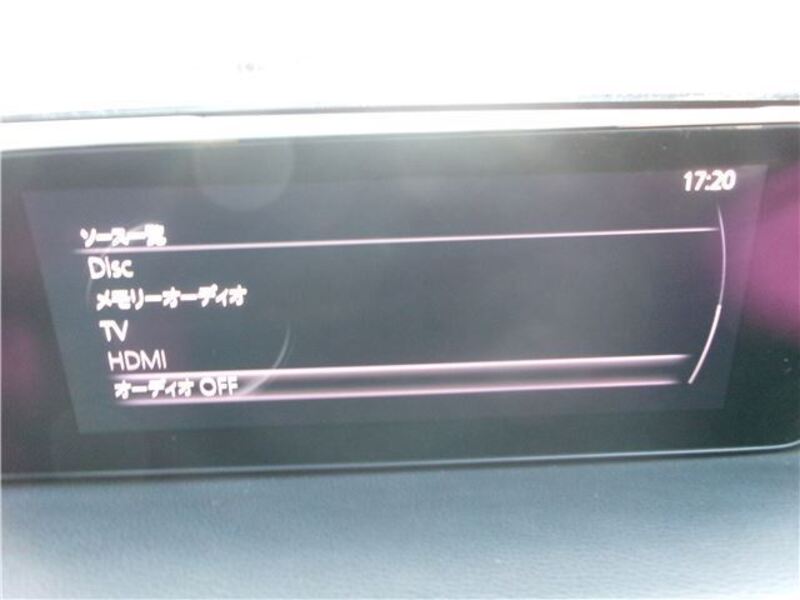 17:20
ソース一覧
Disc
メモリーオーディオ
TV
HDMI
オーディオ OFF